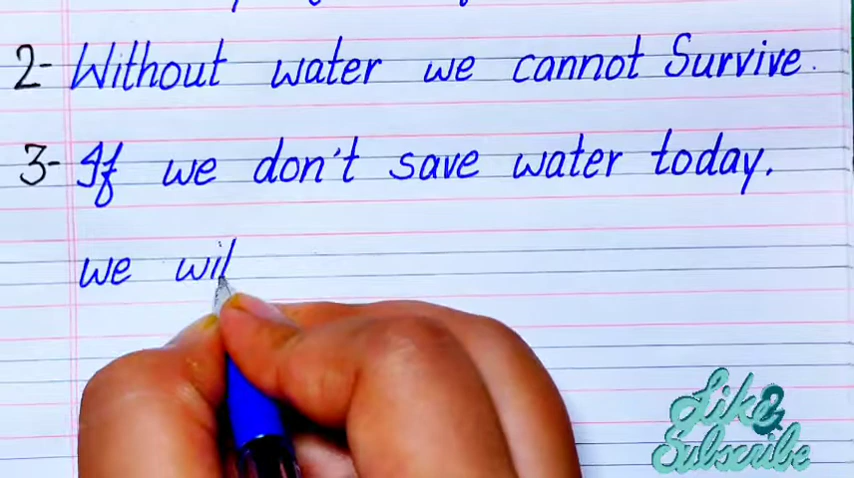 2- Without water we cannot Survive.
3- If we don't save water today.
we wil
Like &
Subscribe